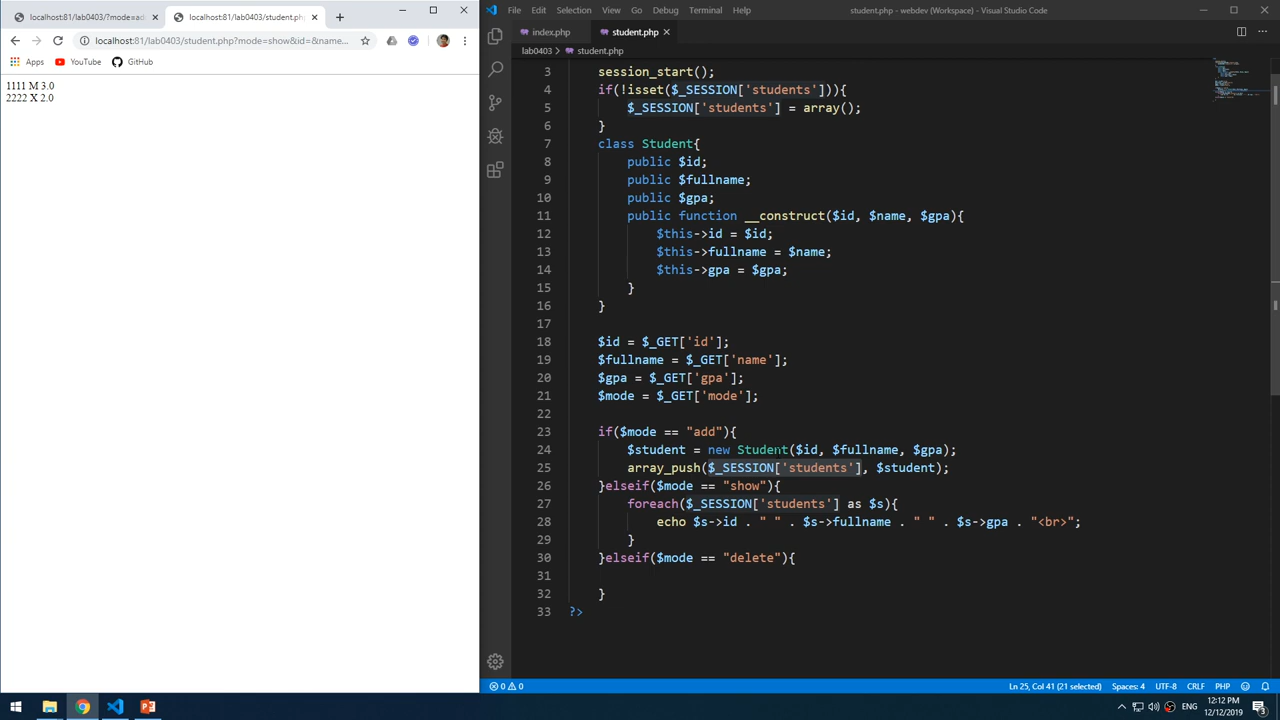 localhost:81/lab0403/?mode=ad
localhost:81/lab0403/student.ph
localhost:81/lab0403/student.php?mode=show&id=&name...
Apps
YouTube
GitHub
1111 M 3.0
2222 X 2.0
File Edit Selection View Go Debug Terminal Help
student.php - webdev (Workspace) - Visual Studio Code
index.php
student.php
lab0403 > student.php
3 session_start();
4 if(!isset($_SESSION['students'])){
5 $_SESSION['students'] = array();
6 }
7 class Student{
8 public $id;
9 public $fullname;
10 public $gpa;
11 public function __construct($id, $name, $gpa){
12 $this->id = $id;
13 $this->fullname = $name;
14 $this->gpa = $gpa;
15 }
16 }
17
18 $id = $_GET['id'];
19 $fullname = $_GET['name'];
20 $gpa = $_GET['gpa'];
21 $mode = $_GET['mode'];
22
23 if($mode == "add"){
24 $student = new Student($id, $fullname, $gpa);
25 array_push($_SESSION['students'], $student);
26 }elseif($mode == "show"){
27 foreach($_SESSION['students'] as $s){
28 echo $s->id . " " . $s->fullname . " " . $s->gpa . "<br>";
29 }
30 }elseif($mode == "delete"){
31
32 }
33 ?>
0 0
Ln 25, Col 41 (21 selected) Spaces: 4 UTF-8 CRLF PHP
ENG
12:12 PM
12/12/2019
3